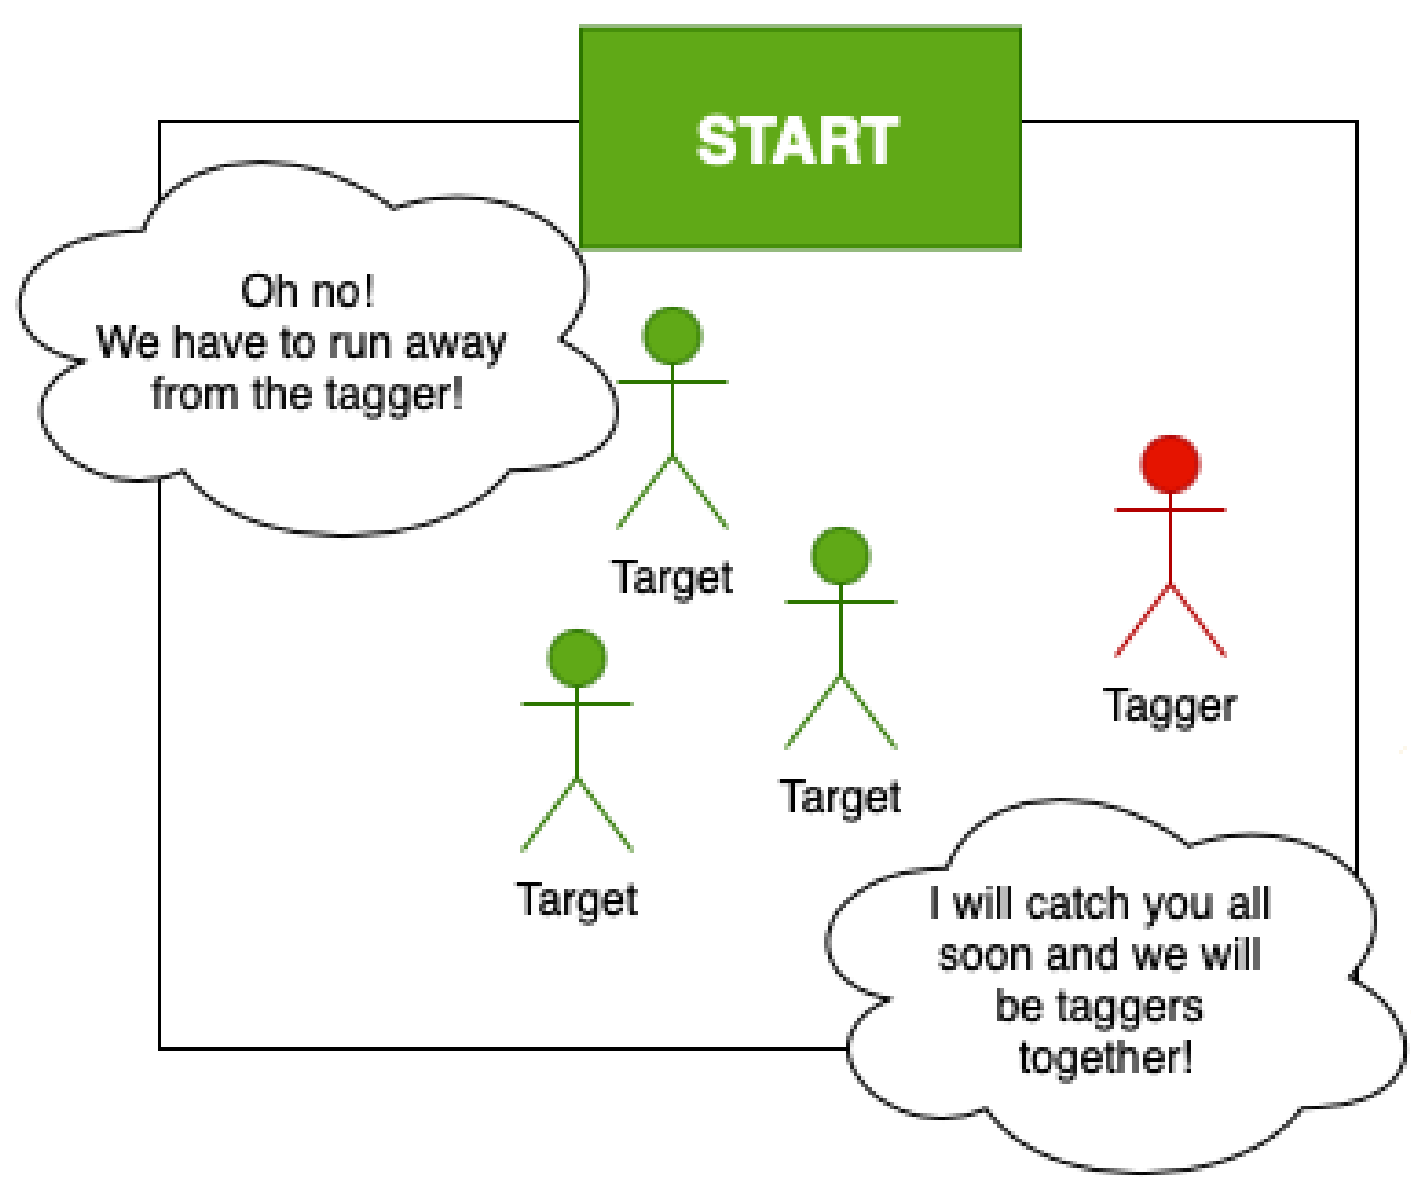 START
Oh no!
We have to run away
from the tagger!
Target
Target
Target
Tagger
I will catch you all
soon and we will
be taggers
together!